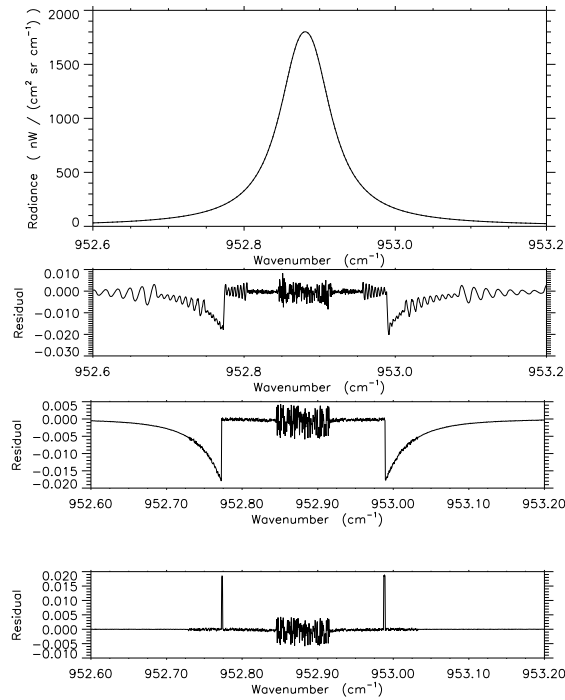 Radiance ( nW / (cm² sr cm⁻¹) )
2000
1500
1000
500
0
952.6 952.8 953.0 953.2
Wavenumber (cm⁻¹)
Residual
0.010
0.000
−0.010
−0.020
−0.030
952.6 952.8 953.0 953.2
Wavenumber (cm⁻¹)
Residual
0.005
0.000
−0.005
−0.010
−0.015
−0.020
952.60 952.70 952.80 952.90 953.00 953.10 953.20
Wavenumber (cm⁻¹)
Residual
0.020
0.015
0.010
0.005
0.000
−0.005
−0.010
952.60 952.70 952.80 952.90 953.00 953.10 953.20
Wavenumber (cm⁻¹)